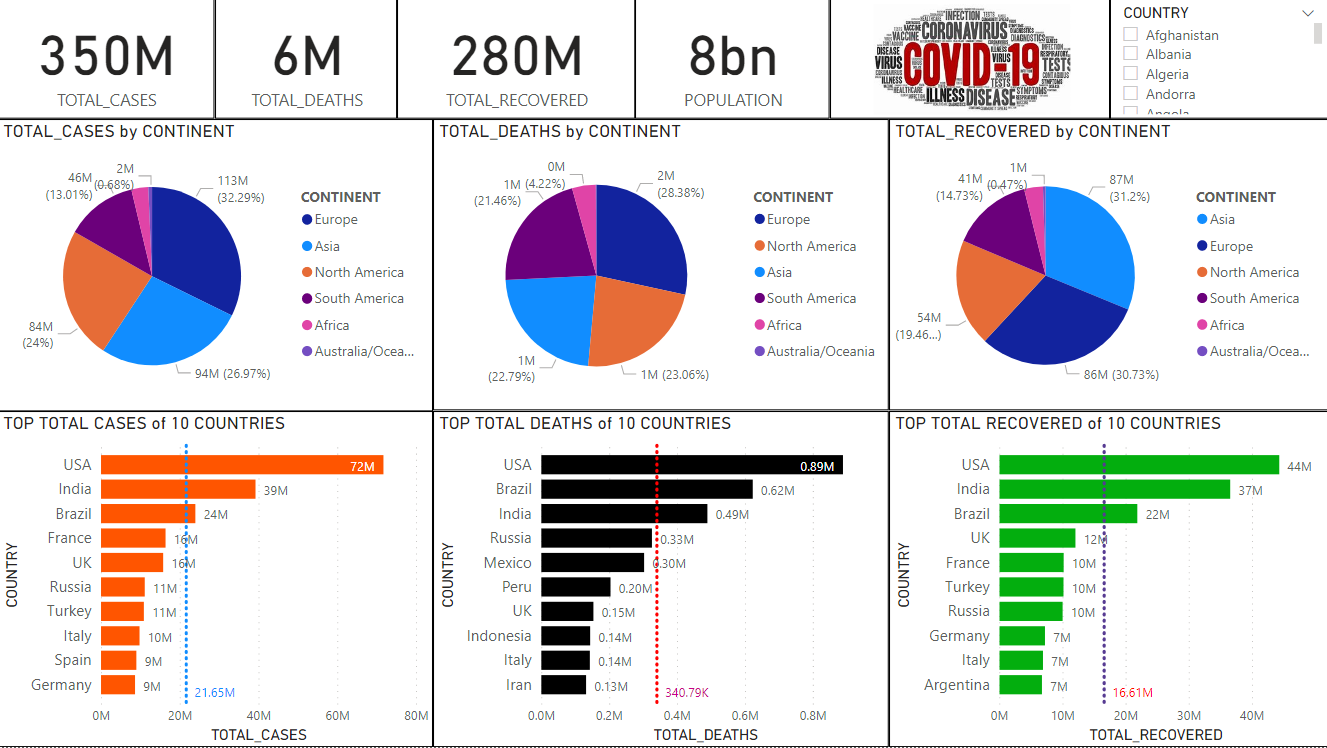 350M
TOTAL_CASES
6M
TOTAL_DEATHS
280M
TOTAL_RECOVERED
8bn
POPULATION
INFECTION
TESTS
VACCINE
CORONAVIRUS
VACCINE
DIAGNOSTICS
DISEASE
VIRUS
COVID-19
TESTS
ILLNESS
TESTS
SYMPTOMS
HEALTHCARE
ILLNESS
DISEASE
COUNTRY
Afghanistan
Albania
Algeria
Andorra
Angola
TOTAL_CASES by CONTINENT
2M
(0.68%)
46M
(13.01%)
113M
(32.29%)
84M
(24%)
94M (26.97%)
CONTINENT
Europe
Asia
North America
South America
Africa
Australia/Ocea...
TOTAL_DEATHS by CONTINENT
0M
(4.22%)
1M
(21.46%)
2M
(28.38%)
1M
(22.79%)
1M (23.06%)
CONTINENT
Europe
North America
Asia
South America
Africa
Australia/Oceania
TOTAL_RECOVERED by CONTINENT
1M
(0.47%)
41M
(14.73%)
87M
(31.2%)
54M
(19.46...)
86M (30.73%)
CONTINENT
Asia
Europe
North America
South America
Africa
Australia/Ocea...
TOP TOTAL CASES of 10 COUNTRIES
COUNTRY
USA 72M
India 39M
Brazil 24M
France 16M
UK 16M
Russia 11M
Turkey 11M
Italy 10M
Spain 9M
Germany 9M
21.65M
0M 20M 40M 60M 80M
TOTAL_CASES
TOP TOTAL DEATHS of 10 COUNTRIES
COUNTRY
USA 0.89M
Brazil 0.62M
India 0.49M
Russia 0.33M
Mexico 0.30M
Peru 0.20M
UK 0.15M
Indonesia 0.14M
Italy 0.14M
Iran 0.13M
340.79K
0.0M 0.2M 0.4M 0.6M 0.8M
TOTAL_DEATHS
TOP TOTAL RECOVERED of 10 COUNTRIES
COUNTRY
USA 44M
India 37M
Brazil 22M
UK 12M
France 10M
Turkey 10M
Russia 10M
Germany 7M
Italy 7M
Argentina 7M
16.61M
0M 10M 20M 30M 40M
TOTAL_RECOVERED